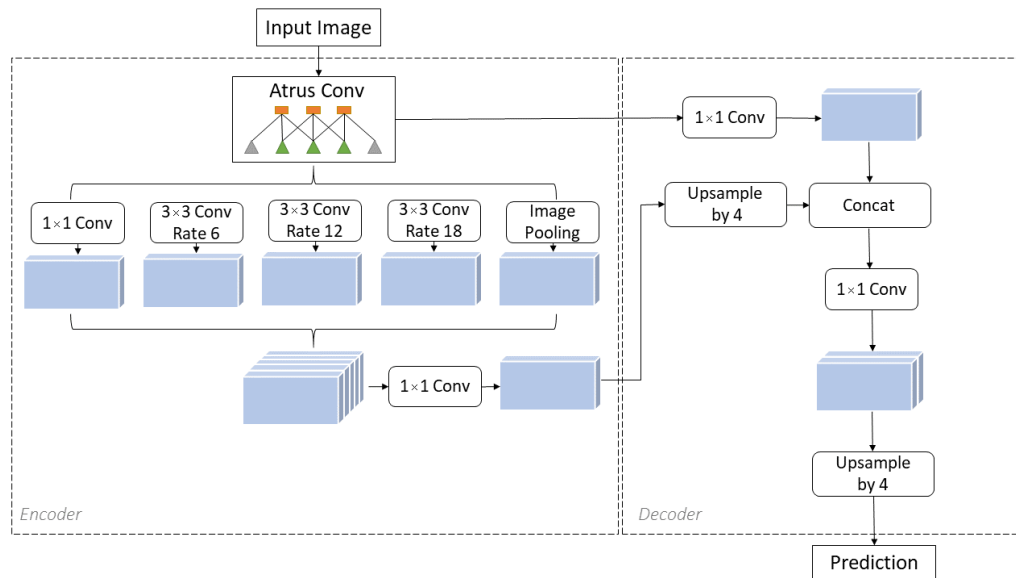 Input Image
Atrus Conv
1×1 Conv
3×3 Conv
Rate 6
3×3 Conv
Rate 12
3×3 Conv
Rate 18
Image
Pooling
1×1 Conv
Encoder
1×1 Conv
Upsample
by 4
Concat
1×1 Conv
Upsample
by 4
Decoder
Prediction